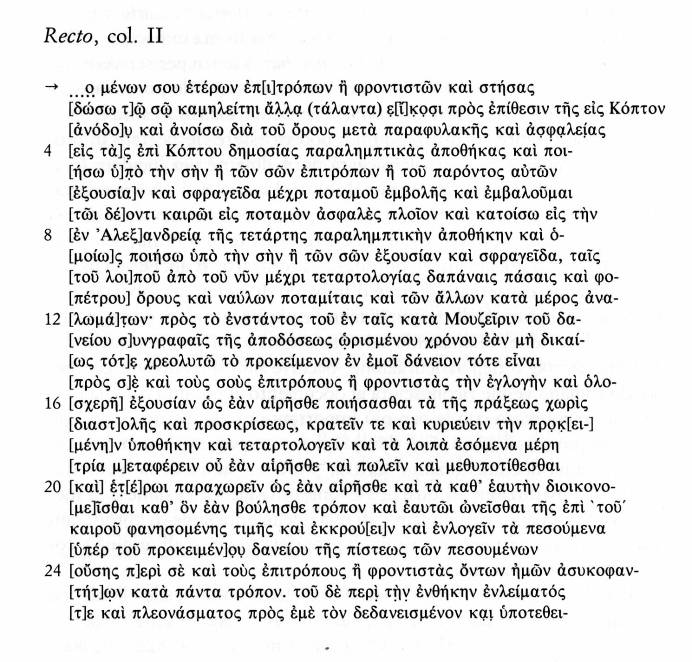 Recto, col. II
→ ...ο̣ μένων σου ἑτέρων ἐπ[ι]τρόπων ἢ φροντιστῶν καὶ στήσας
[δώσω τ]ῷ̣ σῷ καμηλείτηι ἄλλ̣α (τάλαντα) ε̣[ἴ]κ̣ο̣σι πρὸς ἐπίθεσιν τῆς εἰς Κόπτον
[ἀνόδο]υ̣ καὶ ἀνοίσω διὰ τοῦ ὄρους μετὰ παραφυλακῆς καὶ ἀσ̣φ̣α̣λ̣ε̣ίας
4 [εἰς τὰ]ς̣ ἐπὶ Κόπτου δημοσίας παραλημπτικὰς ἀποθήκας καὶ ποι-
[ήσω ὑ]π̣ὸ τὴν σὴν ἢ τῶν σῶν ἐπιτρόπων ἢ τοῦ παρόντος αὐτῶν
[ἐξουσία]ν καὶ σφραγεῖδα μέχρι ποταμοῦ ἐμβολῆς καὶ ἐμβαλοῦμαι
[τῶι δέ]οντι καιρῶι εἰς ποταμὸν ἀσφαλὲς πλοῖον καὶ κατοίσω εἰς τὴν
8 [ἐν Ἀλεξ]ανδρείᾳ̣ τῆς τετάρτης παραλημπτικὴν ἀποθήκην καὶ ὁ-
[μοίω]ς̣ ποιήσω ὑπὸ τὴν σὴν ἢ τῶν σῶν ἐξουσίαν καὶ σφραγεῖδα, ταῖς
[τοῦ λοι]ποῦ ἀπὸ τοῦ νῦν μέχρι τεταρτολογίας δαπάναις πάσαις καὶ φο-
[πέτρου] ὄρους καὶ ναύλων ποταμίταις καὶ τῶν ἄλλων κατὰ μέρος ἀνα-
12 [λωμά]τ̣ων· πρὸς τὸ ἐνστάντος τοῦ ἐν ταῖς κατὰ Μουζεῖριν τοῦ δα-
[νείου σ]υ̣νγραφαῖς τῆς ἀποδόσεως ὡ̣ρισμένου χρόνου ἐὰν μὴ δικαί-
[ως τότ]ε̣ χρεολυτῶ τὸ προκείμενον ἐν ἐμοὶ δάνειον τότε εἶναι
[πρὸς σ]ὲ̣ καὶ τοὺς σοὺς ἐπιτρόπους ἢ φροντιστὰς τὴν ἐγλογὴν καὶ ὁλο-
16 [σχερῆ] ἐξουσίαν ὡς ἐὰν αἱρῆσθε ποιήσασθαι τὰ τῆς πράξεως χωρὶς
[διαστ]ολῆς καὶ προσκρίσεως, κρατεῖν τε καὶ κυριεύειν τὴν προκ̣[ει-]
[μένη]ν ὑποθήκην καὶ τεταρτολογεῖν καὶ τὰ λοιπὰ ἐσόμενα μέρη
[τρία μ]εταφέρειν οὗ ἐὰν αἱρῆσθε καὶ πωλεῖν καὶ μεθυποτίθεσθαι
20 [καὶ] ἑ̣τ̣[έ]ρωι παραχωρεῖν ὡς ἐὰν αἱρῆσθε καὶ τὰ καθ’ ἑαυτὴν διοικονο-
[με]ῖσθαι καθ’ ὃν ἐὰν βούλησθε τρόπον καὶ ἑαυτῶι ὠνεῖσθαι τῆς ἐπὶ ˋτοῦˊ
καιροῦ φανησομένης τιμῆς καὶ ἐκκρού[ει]ν καὶ ἐνλογεῖν τὰ πεσούμενα
[ὑπέρ τοῦ προκειμέν]ο̣υ δανείου τῆς πίστεως τῶν πεσουμένων
24 [οὔσης π]ε̣ρὶ σὲ καὶ τοὺς ἐπιτρόπους ἢ φροντιστὰς ὄντων ἡμῶν ἀσυκοφαν-
[τήτ]ω̣ν κατὰ πάντα τρόπον. τοῦ δὲ περὶ τὴ̣ν ἐνθήκην ἐνλείματός
[τ]ε̣ καὶ πλεονάσματος πρὸς ἐμὲ τὸν δεδανεισμένον κα̣ι̣ ὑποτεθει-